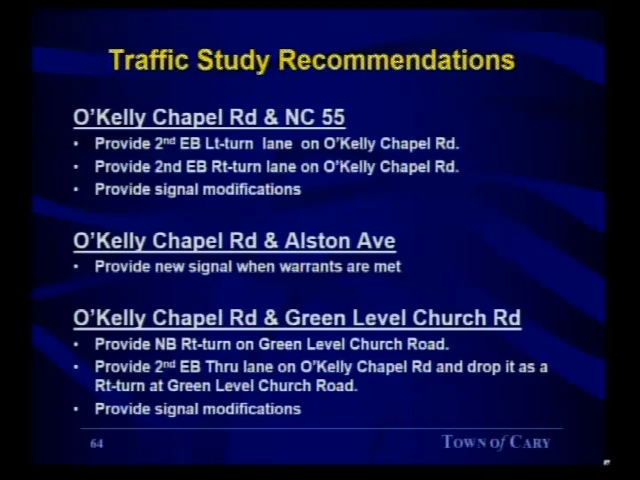 Traffic Study Recommendations
O'Kelly Chapel Rd & NC 55
• Provide 2nd EB Lt-turn lane on O'Kelly Chapel Rd.
• Provide 2nd EB Rt-turn lane on O'Kelly Chapel Rd.
• Provide signal modifications
O'Kelly Chapel Rd & Alston Ave
• Provide new signal when warrants are met
O'Kelly Chapel Rd & Green Level Church Rd
• Provide NB Rt-turn on Green Level Church Road.
• Provide 2nd EB Thru lane on O'Kelly Chapel Rd and drop it as a
Rt-turn at Green Level Church Road.
• Provide signal modifications
64
TOWN of CARY